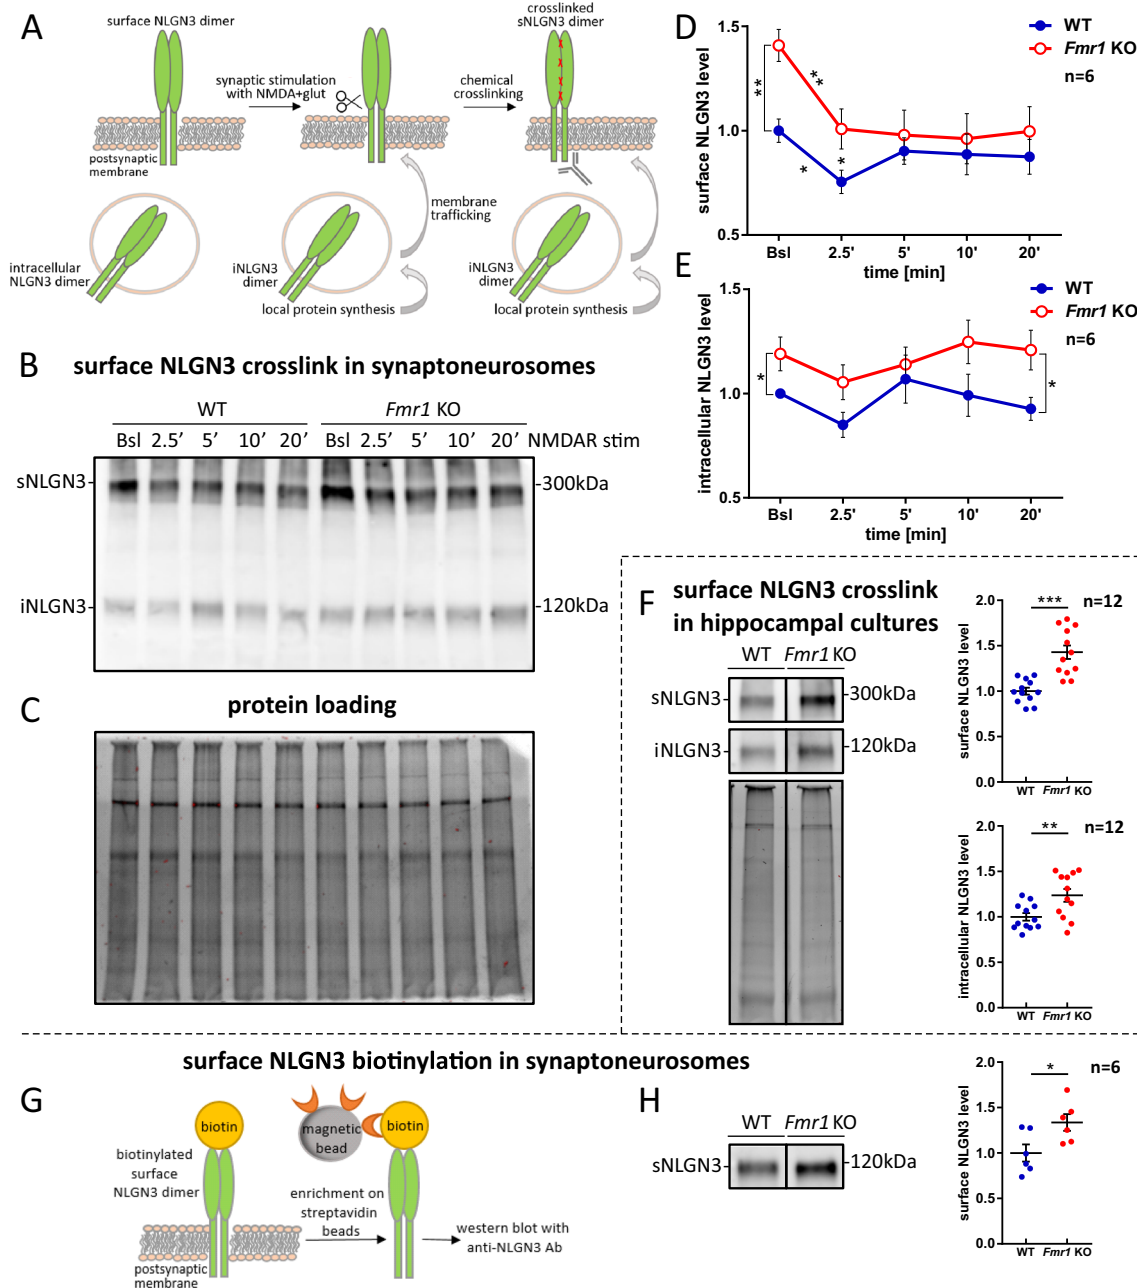 A
surface NLGN3 dimer
synaptic stimulation
with NMDA+glut
chemical
crosslinking
crosslinked
sNLGN3 dimer
postsynaptic
membrane
membrane
trafficking
intracellular
NLGN3 dimer
iNLGN3
dimer
local protein synthesis
iNLGN3
dimer
local protein synthesis
B
surface NLGN3 crosslink in synaptoneurosomes
WT
Fmr1 KO
Bsl 2.5’ 5’ 10’ 20’ Bsl 2.5’ 5’ 10’ 20’ NMDAR stim
sNLGN3-
-300kDa
iNLGN3-
-120kDa
C
protein loading
D
WT
Fmr1 KO
n=6
surface NLGN3 level
1.5
1.0
0.5
**
**
*
*
Bsl 2.5' 5' 10' 20'
time [min]
E
WT
Fmr1 KO
n=6
intracellular NLGN3 level
1.5
1.0
0.5
*
*
Bsl 2.5' 5' 10' 20'
time [min]
F
surface NLGN3 crosslink
in hippocampal cultures
WT Fmr1 KO
sNLGN3-
-300kDa
iNLGN3-
-120kDa
n=12
***
surface NLGN3 level
2.0
1.5
1.0
0.5
0.0
WT Fmr1 KO
n=12
**
intracellular NLGN3 level
2.0
1.5
1.0
0.5
0.0
WT Fmr1 KO
surface NLGN3 biotinylation in synaptoneurosomes
G
biotin
magnetic
bead
biotin
biotinylated
surface
NLGN3 dimer
enrichment on
streptavidin
beads
western blot with
anti-NLGN3 Ab
postsynaptic
membrane
H
WT Fmr1 KO
sNLGN3-
-120kDa
n=6
*
surface NLGN3 level
2.0
1.5
1.0
0.5
0.0
WT Fmr1 KO